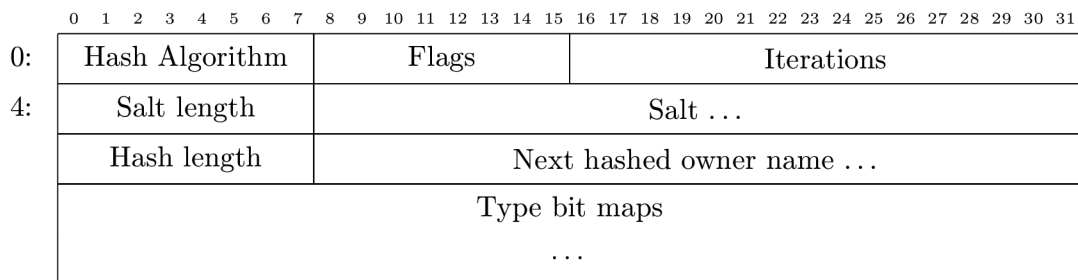 0 1 2 3 4 5 6 7 8 9 10 11 12 13 14 15 16 17 18 19 20 21 22 23 24 25 26 27 28 29 30 31
0: Hash Algorithm Flags Iterations
4: Salt length Salt ...
Hash length Next hashed owner name ...
Type bit maps
...